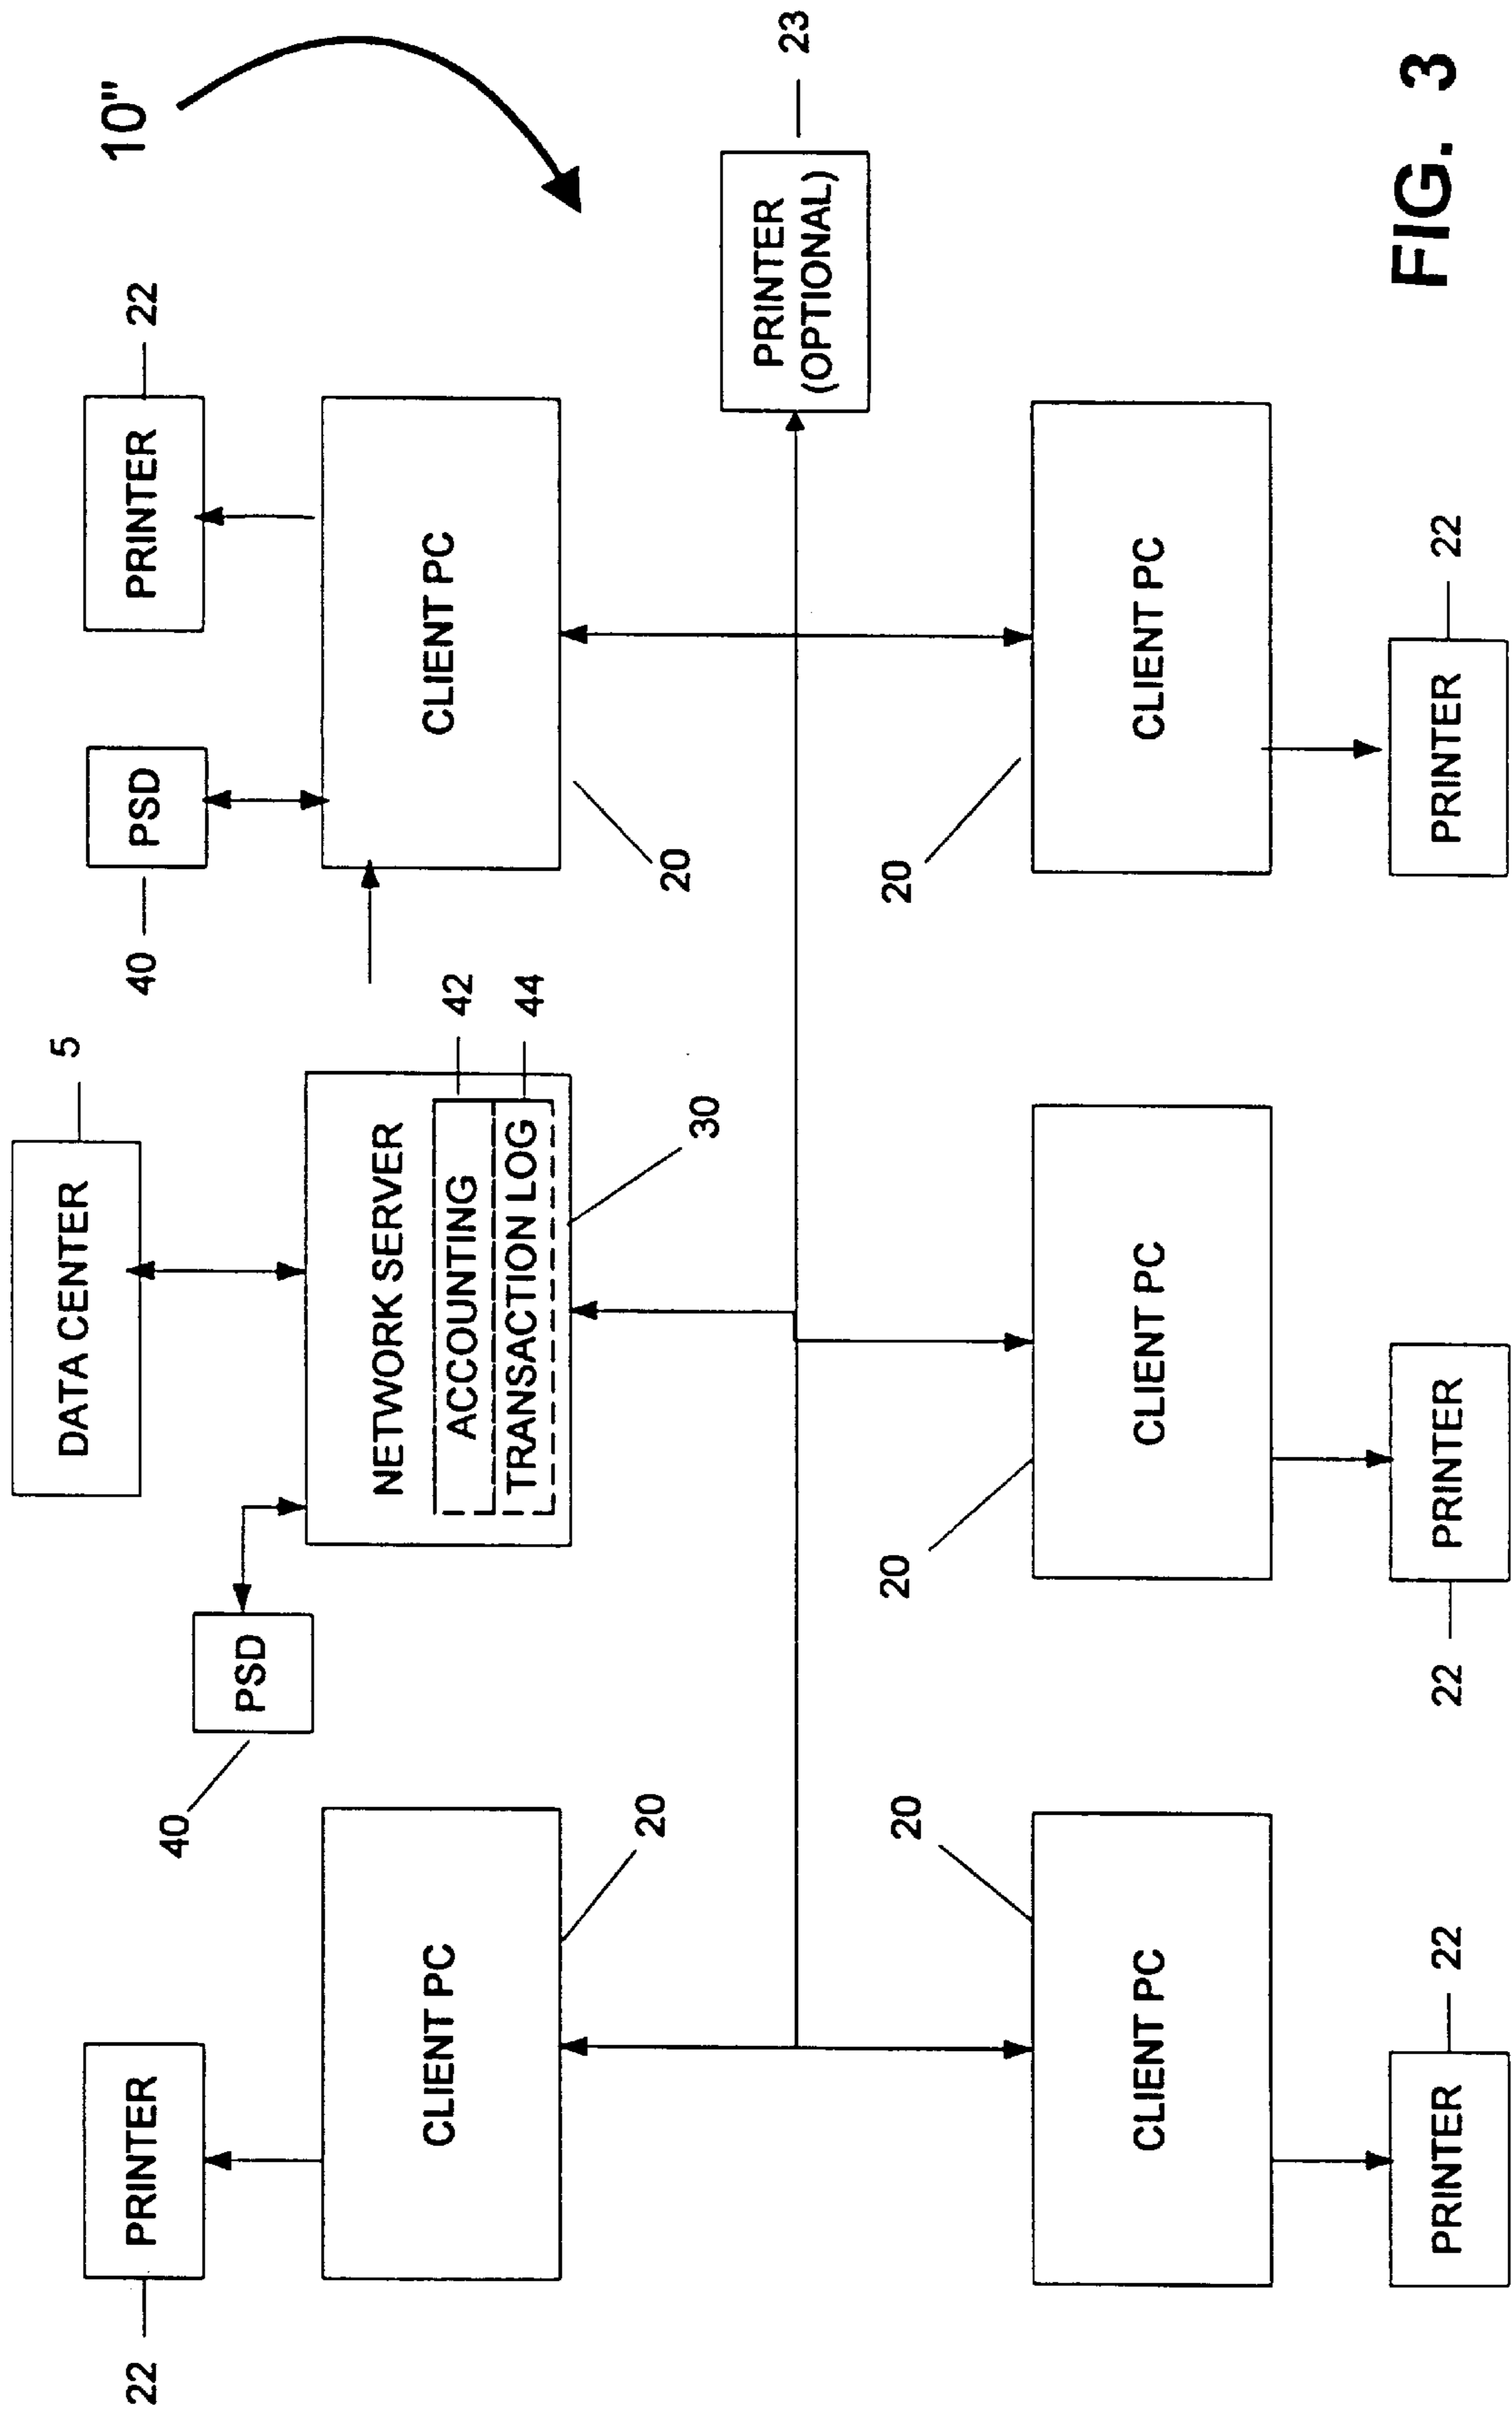 10"
DATA CENTER
5
PRINTER
22
PSD
40
NETWORK SERVER
ACCOUNTING
42
TRANSACTION LOG
44
30
PSD
40
PRINTER
22
CLIENT PC
20
CLIENT PC
20
PRINTER
(OPTIONAL)
23
CLIENT PC
20
CLIENT PC
20
CLIENT PC
20
PRINTER
22
PRINTER
22
PRINTER
22
FIG. 3